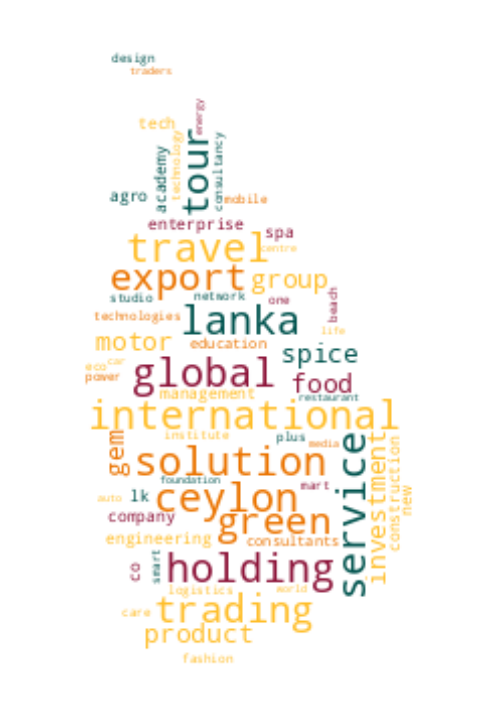 design
traders
energy
tech
technology
tour
consultancy
academy
agro
mobile
enterprise
spa
travel
centre
export
group
studio
network
one
beach
technologies
lanka
life
motor
education
spice
eco
car
power
global
food
management
restaurant
international
institute
plus
media
gem
solution
service
investment
construction
foundation
mart
new
auto
lk
ceylon
company
green
engineering
consultants
co
smart
holding
logistics
world
care
trading
product
fashion